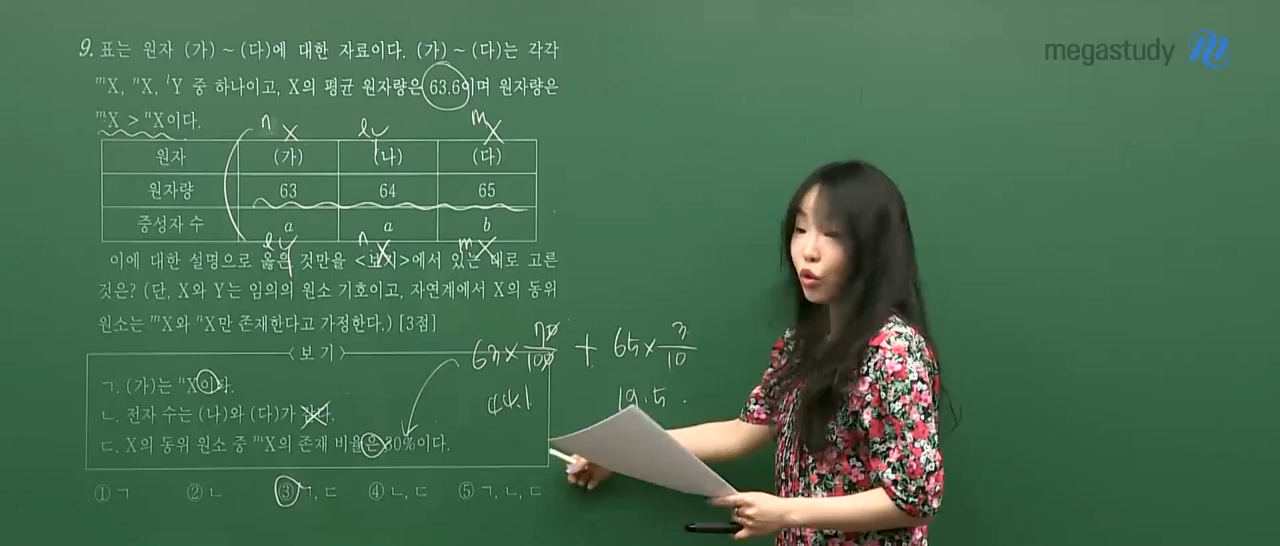 megastudy
9. 표는 원자 (가) ~ (다)에 대한 자료이다. (가) ~ (다)는 각각
ᵐX, ⁿX, ˡY 중 하나이고, X의 평균 원자량은 63.6이며 원자량은
ᵐX > ⁿX이다.
n X ℓY m X
원자 (가) (나) (다)
원자량 63 64 65
중성자 수 a a b
ℓY n X m X
이에 대한 설명으로 옳은 것만을 <보기>에서 있는 대로 고른
것은? (단, X와 Y는 임의의 원소 기호이고, 자연계에서 X의 동위
원소는 ᵐX와 ⁿX만 존재한다고 가정한다.) [3점]
<보 기>
63 × 70/100 + 65 × 3/10
44.1 19.5
ㄱ. (가)는 ⁿX이다.
ㄴ. 전자 수는 (나)와 (다)가 같다.
ㄷ. X의 동위 원소 중 ᵐX의 존재 비율은 30%이다.
① ㄱ ② ㄴ ③ ㄱ, ㄷ ④ ㄴ, ㄷ ⑤ ㄱ, ㄴ, ㄷ